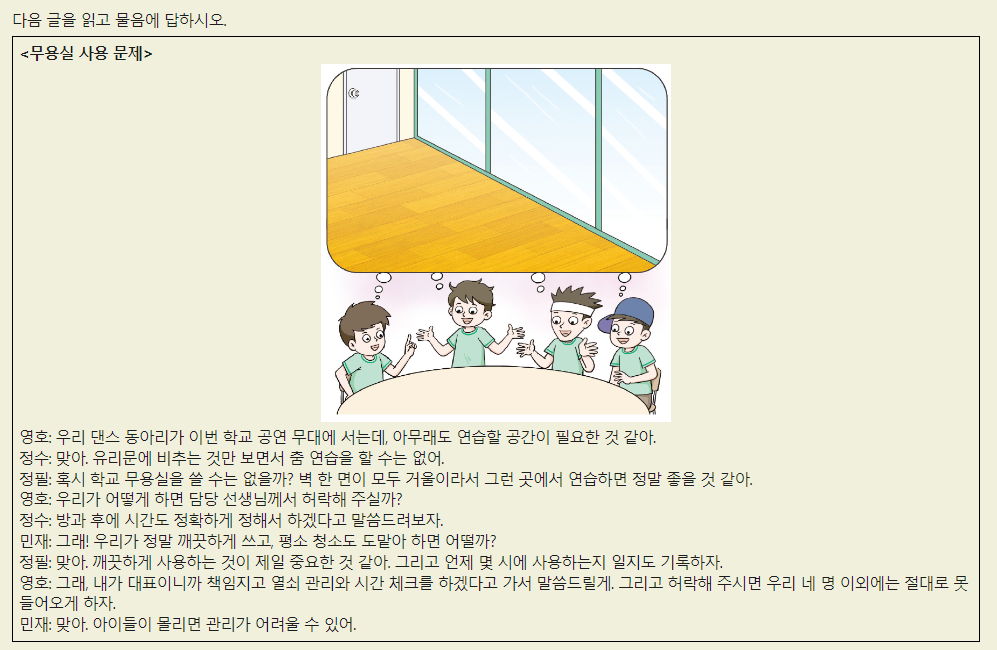 다음 글을 읽고 물음에 답하시오.
<무용실 사용 문제>
영호: 우리 댄스 동아리가 이번 학교 공연 무대에 서는데, 아무래도 연습할 공간이 필요한 것 같아.
정수: 맞아. 유리문에 비추는 것만 보면서 춤 연습을 할 수는 없어.
정필: 혹시 학교 무용실을 쓸 수는 없을까? 벽 한 면이 모두 거울이라서 그런 곳에서 연습하면 정말 좋을 것 같아.
영호: 우리가 어떻게 하면 담당 선생님께서 허락해 주실까?
정수: 방과 후에 시간도 정확하게 정해서 하겠다고 말씀드려보자.
민재: 그래! 우리가 정말 깨끗하게 쓰고, 평소 청소도 도맡아 하면 어떨까?
정필: 맞아. 깨끗하게 사용하는 것이 제일 중요한 것 같아. 그리고 언제 몇 시에 사용하는지 일지도 기록하자.
영호: 그래, 내가 대표이니까 책임지고 열쇠 관리와 시간 체크를 하겠다고 가서 말씀드릴게. 그리고 허락해 주시면 우리 네 명 이외에는 절대로 못
들어오게 하자.
민재: 맞아. 아이들이 몰리면 관리가 어려울 수 있어.